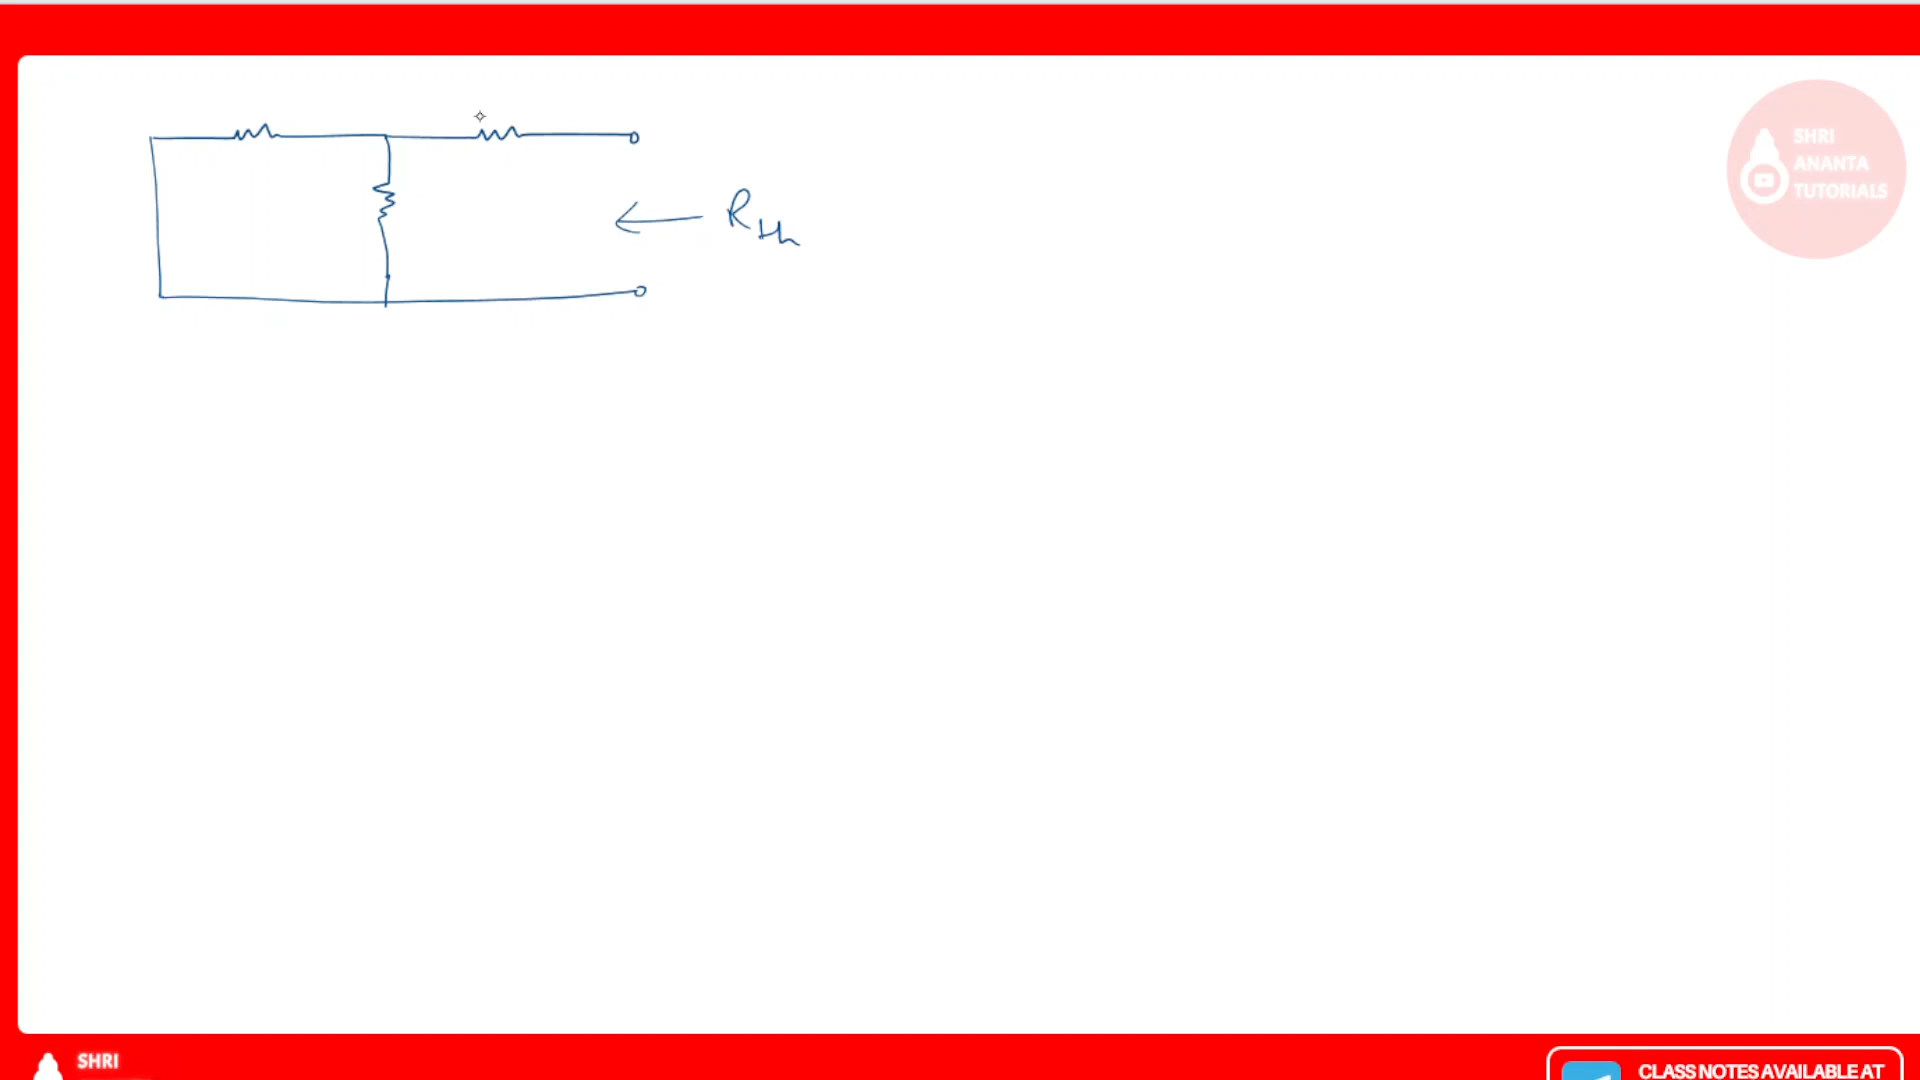 SHRI
ANANTA
TUTORIALS
R_th
SHRI
CLASS NOTES AVAILABLE AT